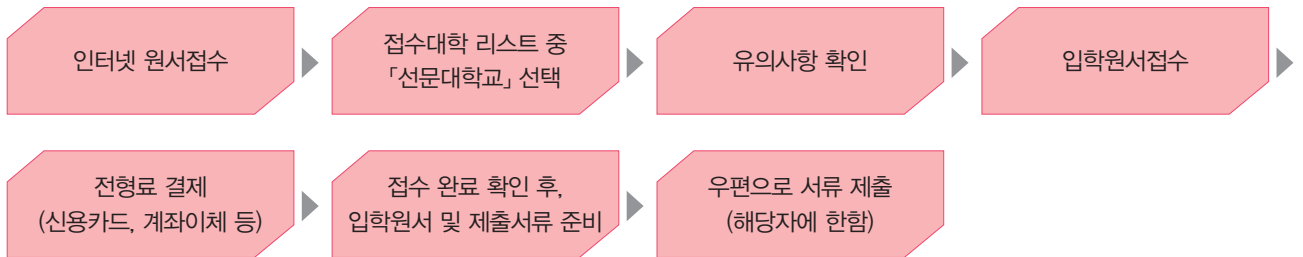 인터넷 원서접수
접수대학 리스트 중
「선문대학교」 선택
유의사항 확인
입학원서접수
전형료 결제
(신용카드, 계좌이체 등)
접수 완료 확인 후,
입학원서 및 제출서류 준비
우편으로 서류 제출
(해당자에 한함)